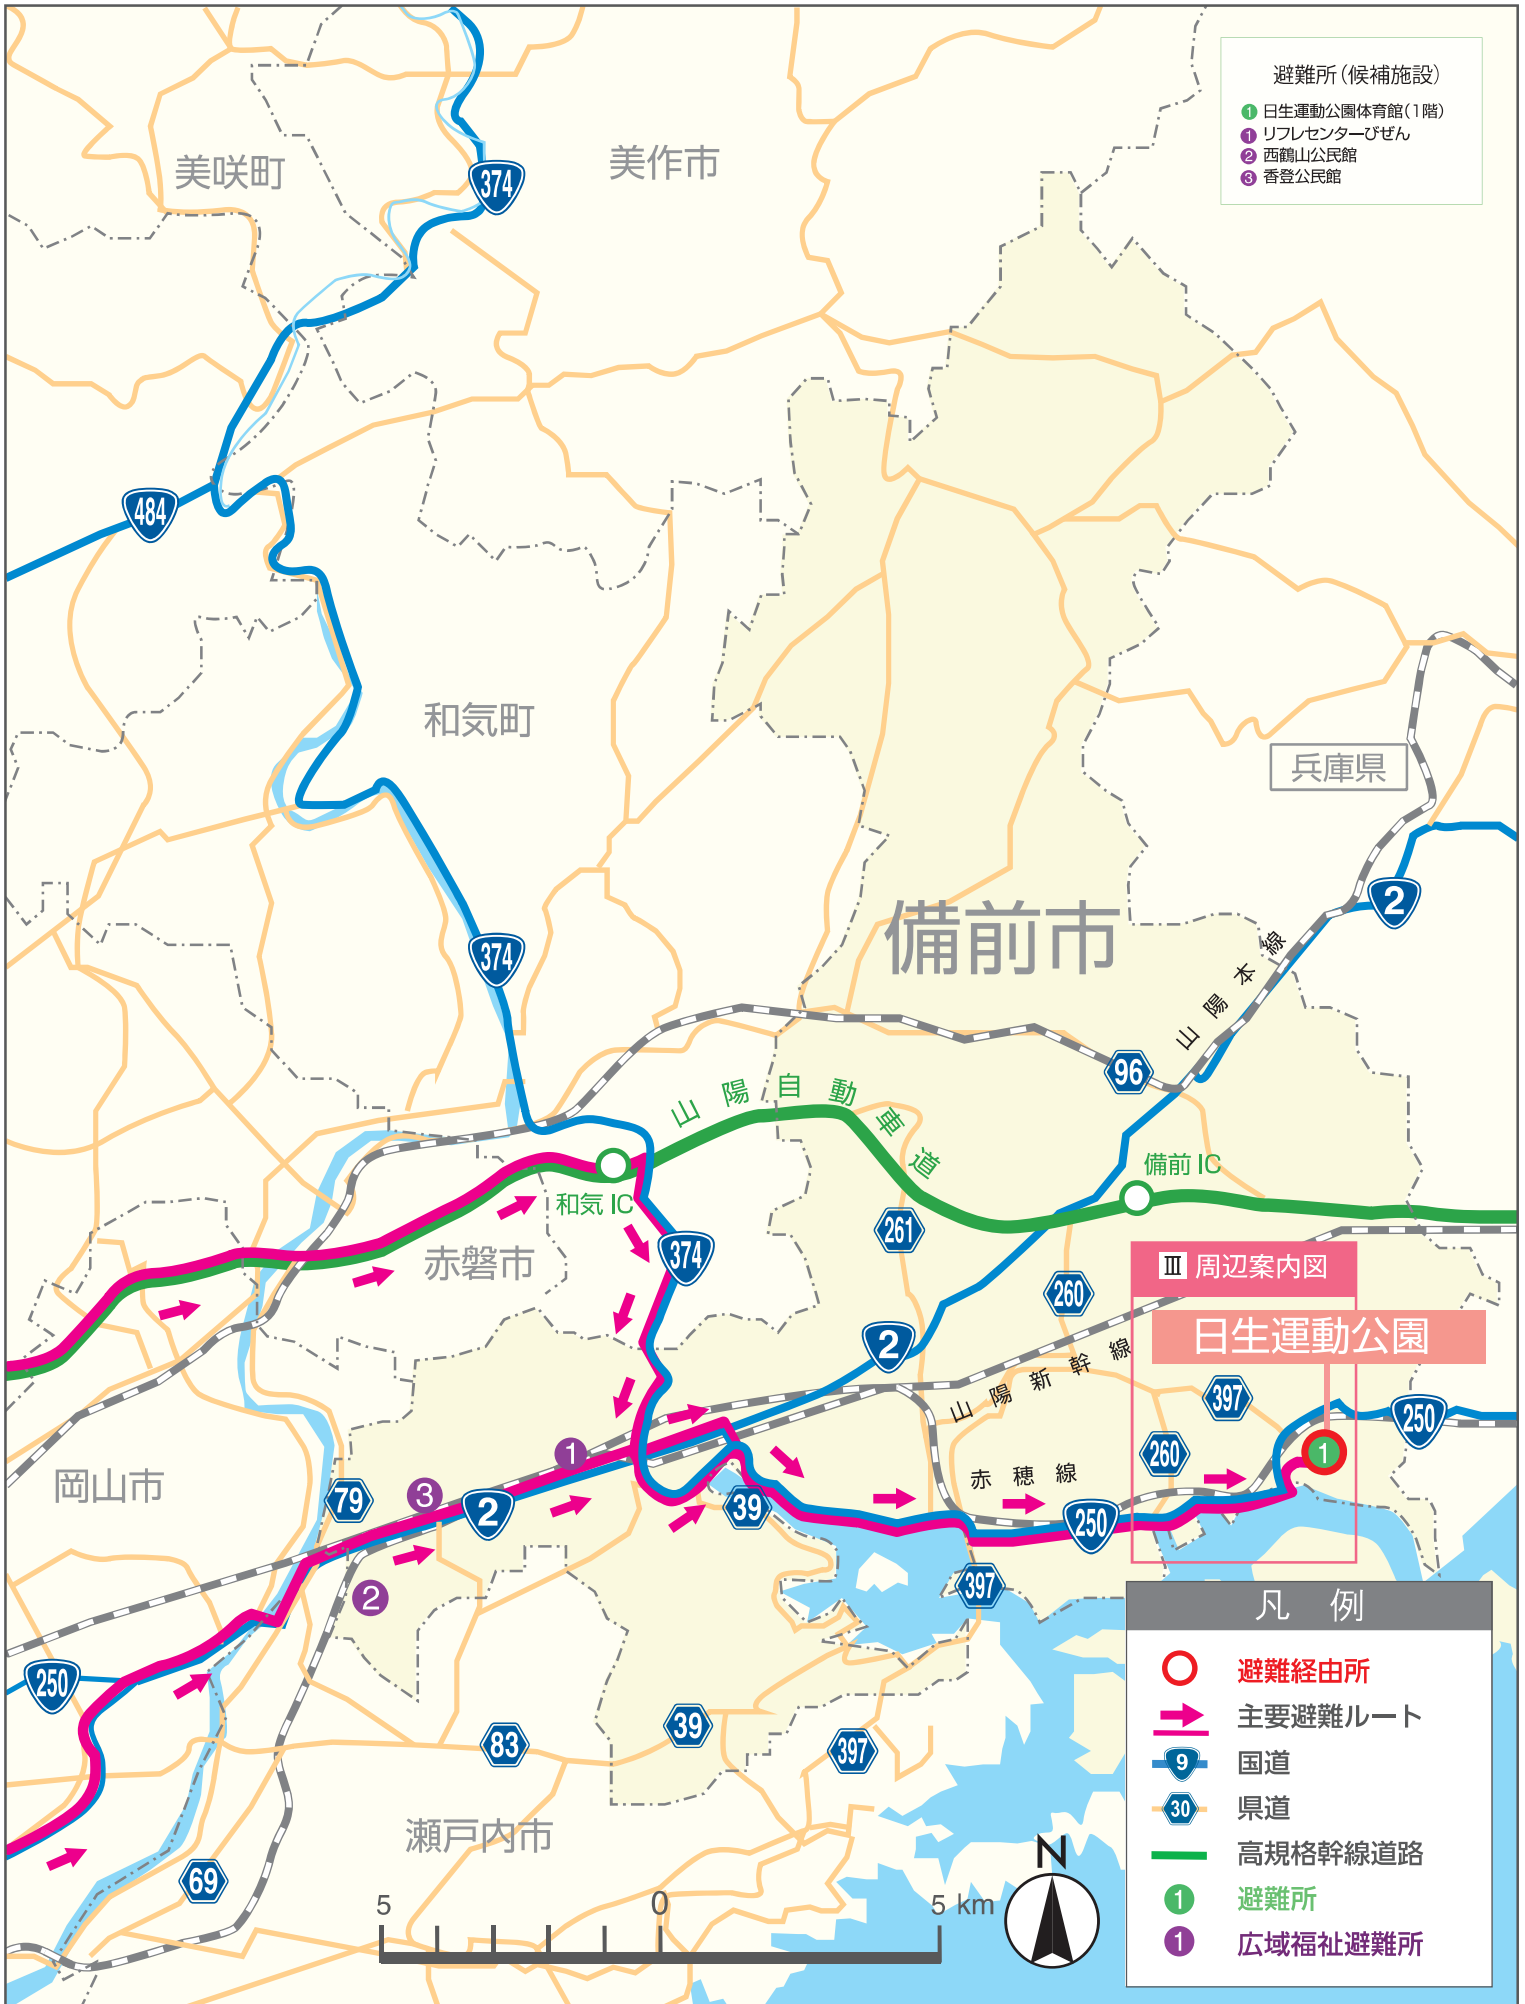 避難所(候補施設)
1 日生運動公園体育館(1階)
1 リフレセンターびぜん
2 西鶴山公民館
3 香登公民館
美咲町
374
美作市
484
和気町
兵庫県
2
備前市
374
山陽本線
96
山陽自動車道
備前 IC
和気 IC
261
374
赤磐市
260
Ⅲ 周辺案内図
日生運動公園
2
山陽新幹線
397
250
1
1
260
岡山市
79
3
2
39
赤穂線
250
2
397
250
83
39
397
瀬戸内市
69
5 0 5 km
N
凡 例
避難経由所
主要避難ルート
9 国道
30 県道
高規格幹線道路
1 避難所
1 広域福祉避難所